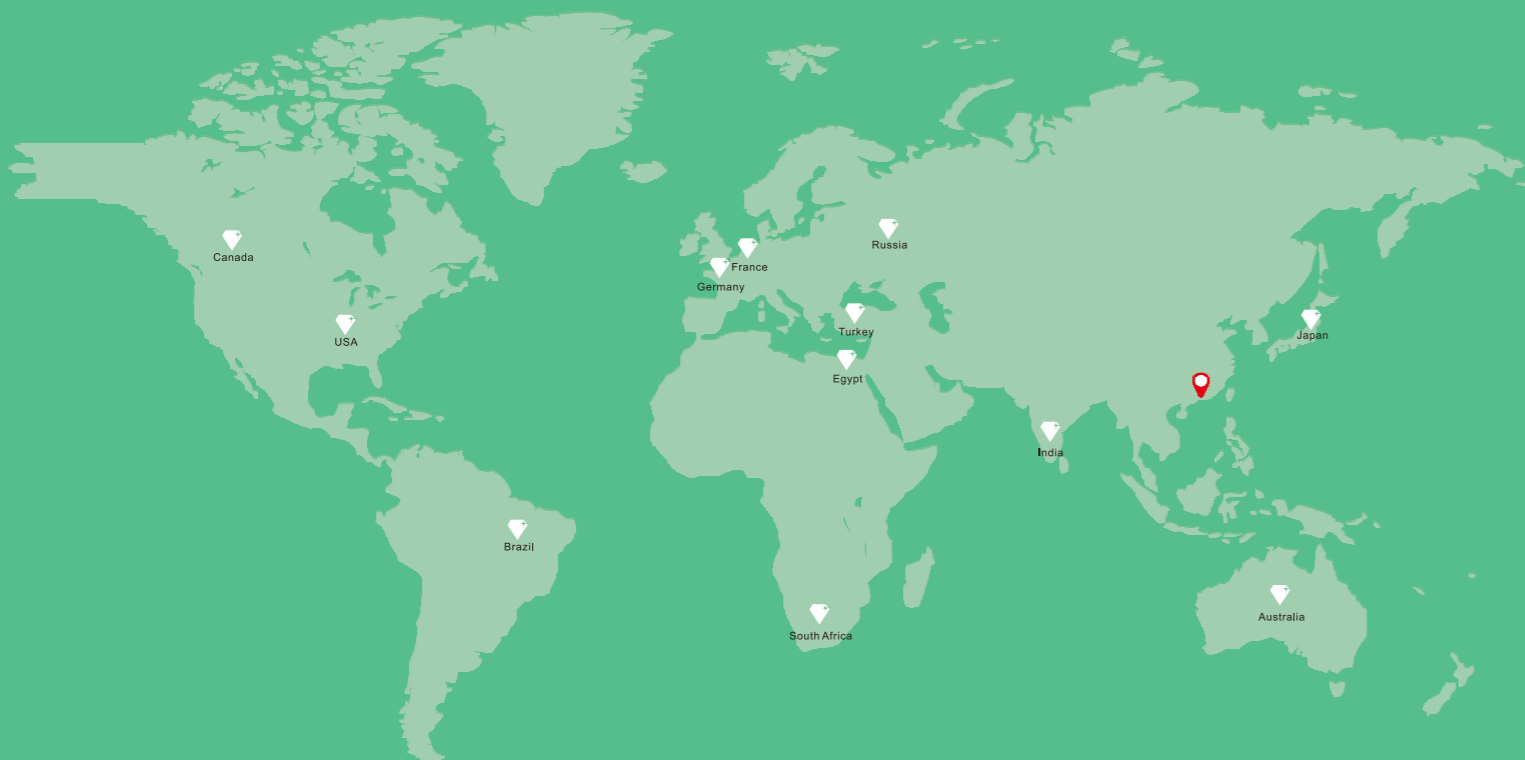 Russia
Canada
France
Germany
Turkey
Japan
USA
Egypt
India
Brazil
Australia
South Africa